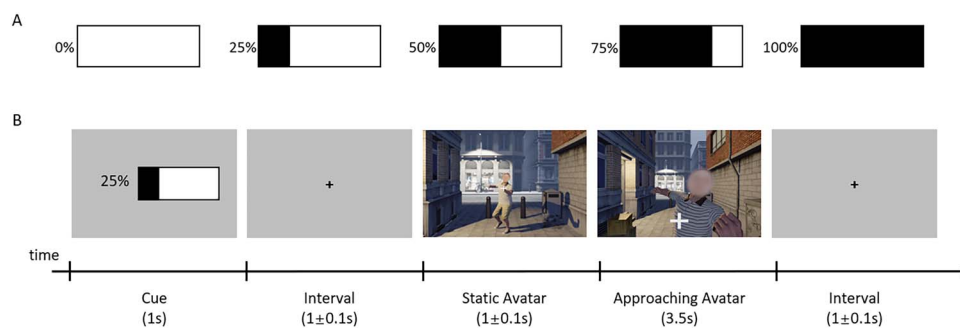 A
0%
25%
50%
75%
100%
B
25%
+
+
time
Cue
(1s)
Interval
(1±0.1s)
Static Avatar
(1±0.1s)
Approaching Avatar
(3.5s)
Interval
(1±0.1s)